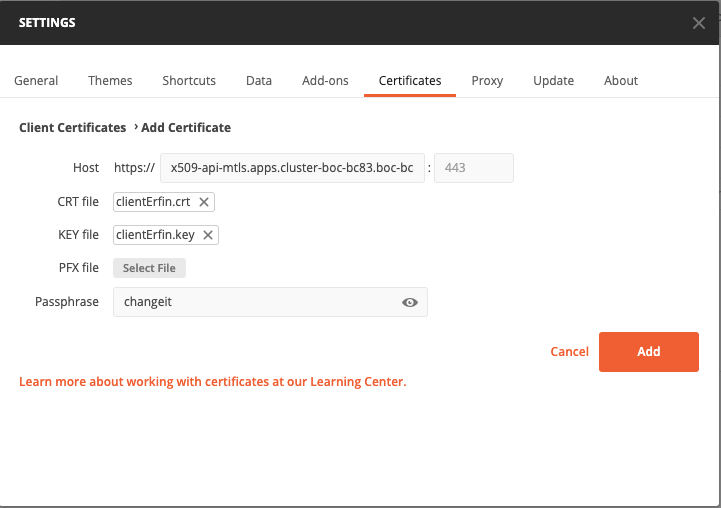 SETTINGS
General Themes Shortcuts Data Add-ons Certificates Proxy Update About
Client Certificates › Add Certificate
Host https:// x509-api-mtls.apps.cluster-boc-bc83.boc-bc : 443
CRT file clientErfin.crt ✕
KEY file clientErfin.key ✕
PFX file Select File
Passphrase changeit
Cancel Add
Learn more about working with certificates at our Learning Center.